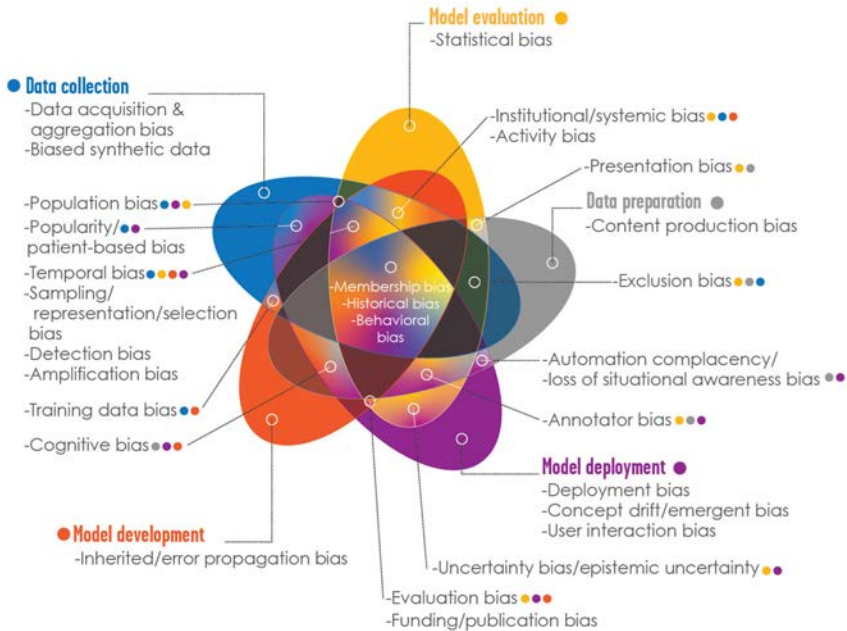 Model evaluation
-Statistical bias
Data collection
-Data acquisition &
aggregation bias
-Biased synthetic data
-Institutional/systemic bias
-Activity bias
-Presentation bias
Data preparation
-Content production bias
-Population bias
-Popularity/
patient-based bias
-Temporal bias
-Sampling/
representation/selection
bias
-Detection bias
-Amplification bias
-Exclusion bias
-Membership bias
-Historical bias
-Behavioral
bias
-Automation complacency/
-loss of situational awareness bias
-Training data bias
-Cognitive bias
-Annotator bias
Model deployment
-Deployment bias
-Concept drift/emergent bias
-User interaction bias
Model development
-Inherited/error propagation bias
-Uncertainty bias/epistemic uncertainty
-Evaluation bias
-Funding/publication bias